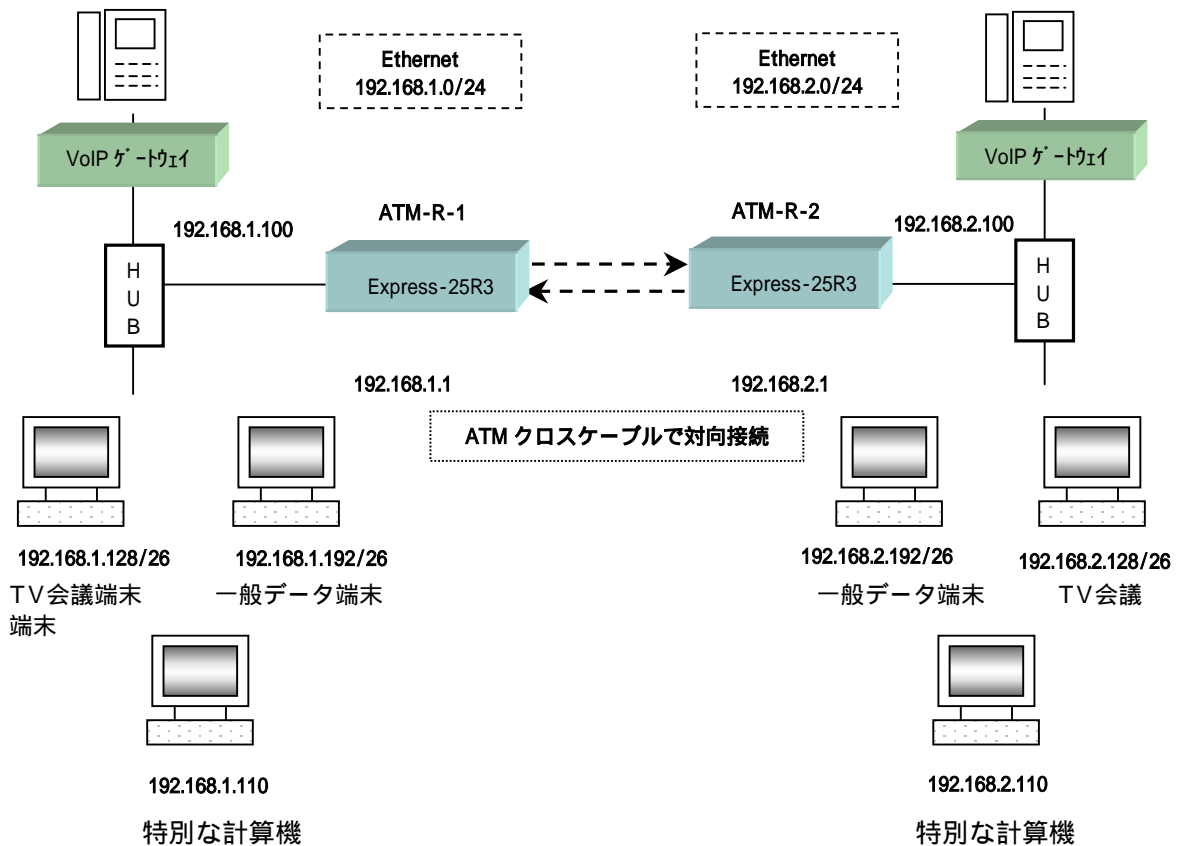 Ethernet
192.168.1.0/24
Ethernet
192.168.2.0/24
VoIP ｹﾞｰﾄｳｪｲ
VoIP ｹﾞｰﾄｳｪｲ
192.168.1.100
ATM-R-1
ATM-R-2
192.168.2.100
H
U
B
Express-25R3
Express-25R3
H
U
B
192.168.1.1
192.168.2.1
ATM クロスケーブルで対向接続
192.168.1.128/26
TV会議端末
端末
192.168.1.192/26
一般データ端末
192.168.2.192/26
一般データ端末
192.168.2.128/26
TV会議
192.168.1.110
特別な計算機
192.168.2.110
特別な計算機